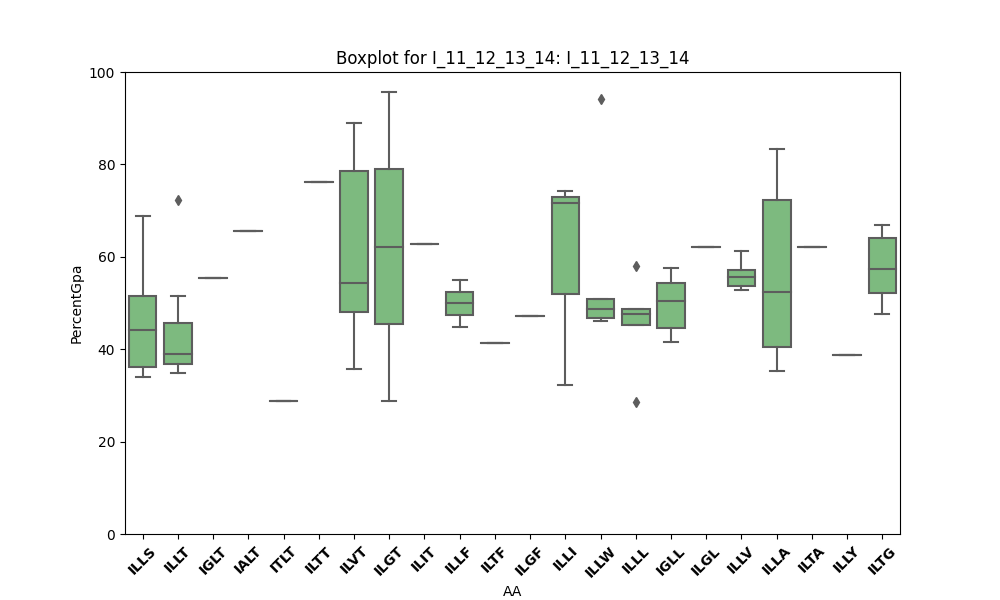 Boxplot for I_11_12_13_14: I_11_12_13_14
100
80
60
40
20
0
PercentGpa
ILLS ILLT IGLT IALT ITLT ILTT ILVT ILGT ILIT ILLF ILTF ILGF ILLI ILLW ILLL IGLL ILGL ILLV ILLA ILTA ILLY ILTG
AA